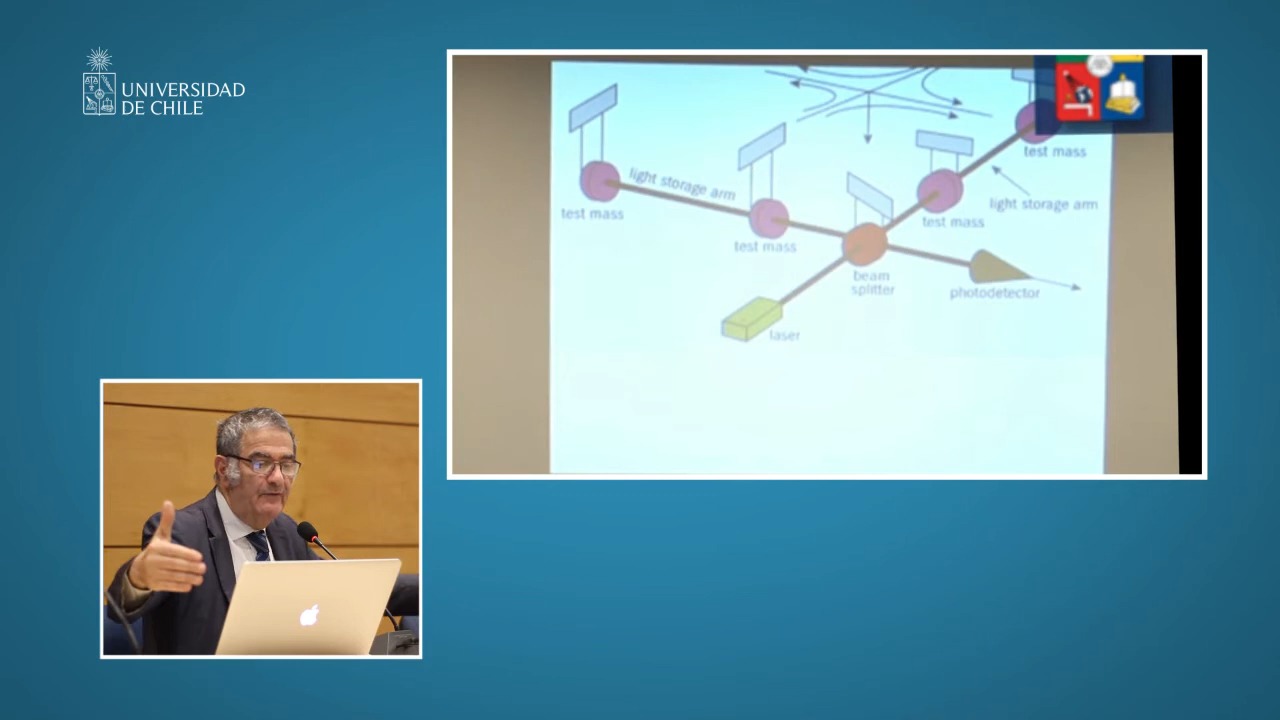 UNIVERSIDAD
DE CHILE
test mass
light storage arm
light storage arm
test mass
test mass
test mass
beam
splitter
photodetector
laser